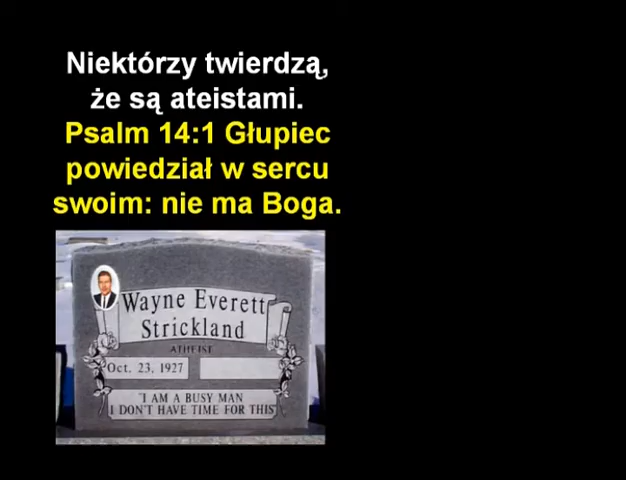 Niektórzy twierdzą,
że są ateistami.
Psalm 14:1 Głupiec
powiedział w sercu
swoim: nie ma Boga.
Wayne Everett
Strickland
ATHEIST
Oct. 23, 1927
"I AM A BUSY MAN
I DON'T HAVE TIME FOR THIS"